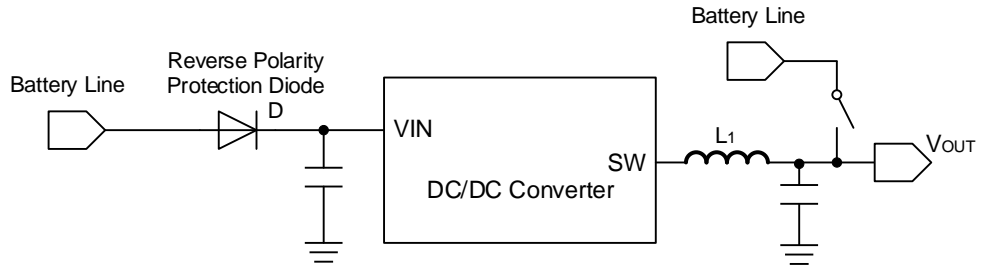 Battery Line
Reverse Polarity
Protection Diode
D
Battery Line
VIN
L1
SW
VOUT
DC/DC Converter